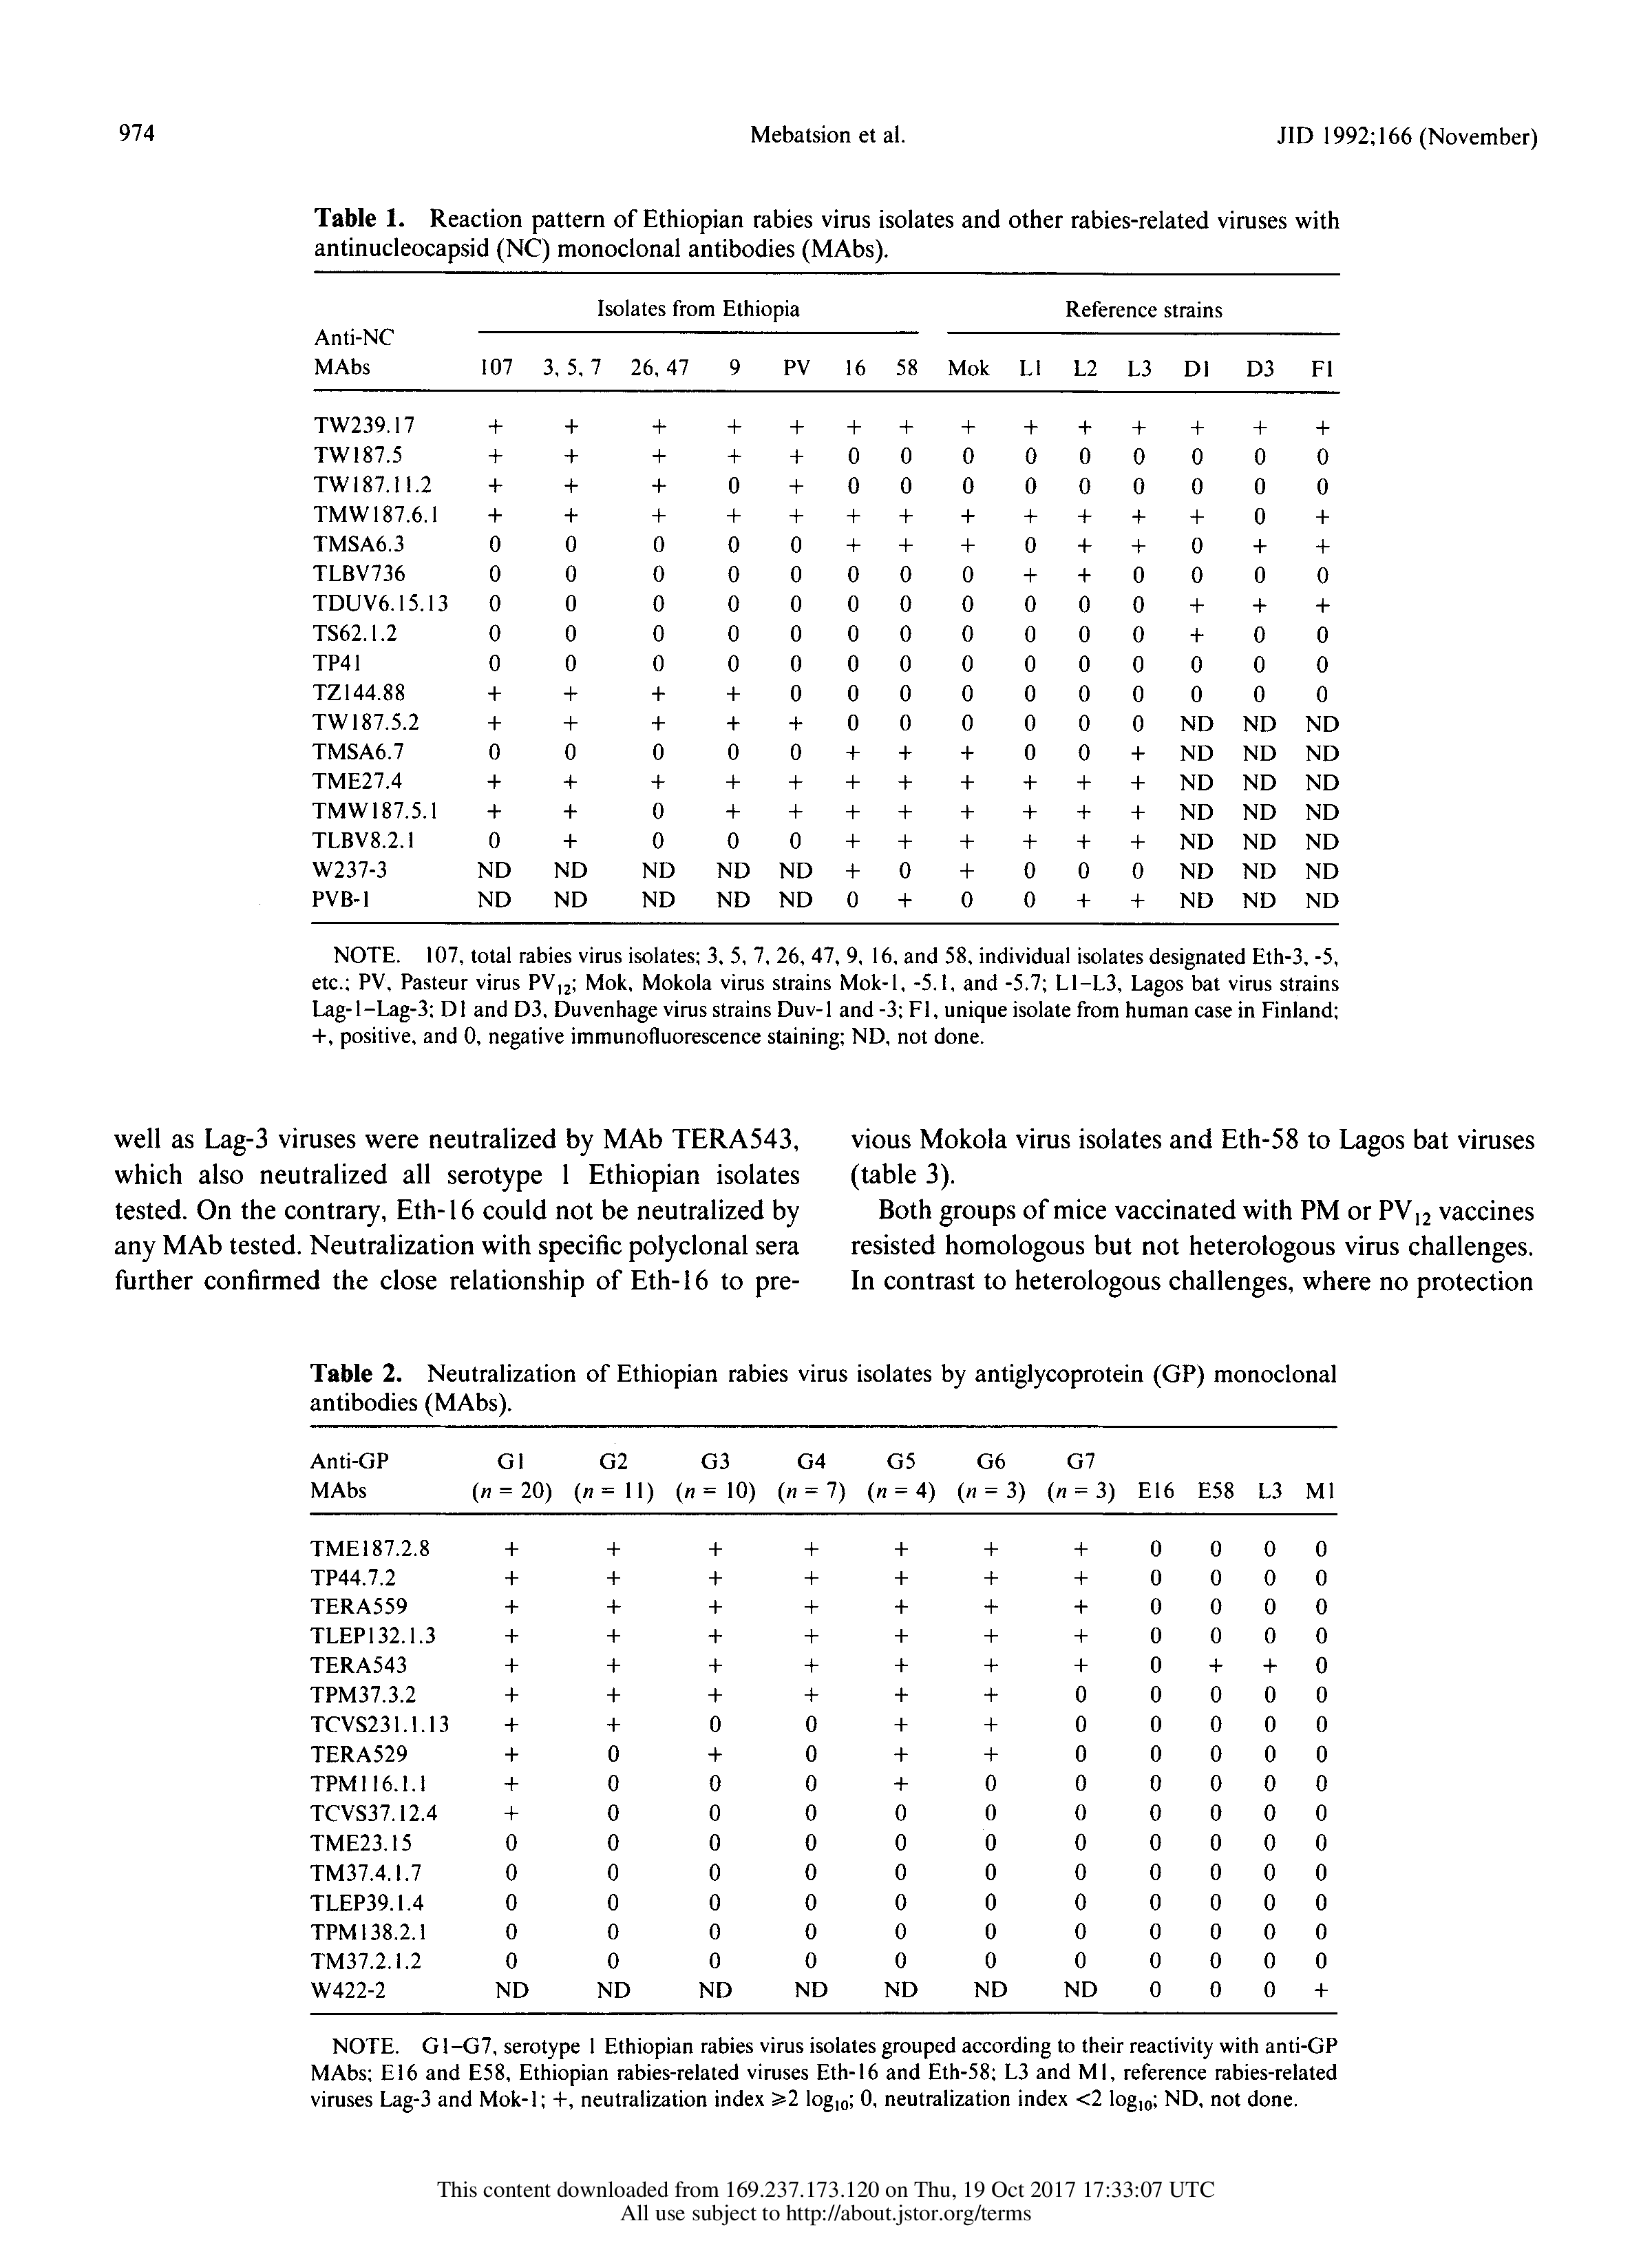 974 Mebatsion et al. JID 1992;166 (November)
Table 1. Reaction pattern of Ethiopian rabies virus isolates and other rabies-related viruses with
antinucleocapsid (NC) monoclonal antibodies (MAbs).
Isolates from Ethiopia Reference strains
Anti-NC
MAbs 107 3, 5, 7 26, 47 9 PV 16 58 Mok L1 L2 L3 D1 D3 F1
TW239.17 + + + + + + + + + + + + + +
TW187.5 + + + + + 0 0 0 0 0 0 0 0 0
TW187.11.2 + + + 0 + 0 0 0 0 0 0 0 0 0
TMW187.6.1 + + + + + + + + + + + + 0 +
TMSA6.3 0 0 0 0 0 + + + 0 + + 0 + +
TLBV736 0 0 0 0 0 0 0 0 + + 0 0 0 0
TDUV6.15.13 0 0 0 0 0 0 0 0 0 0 0 + + +
TS62.1.2 0 0 0 0 0 0 0 0 0 0 0 + 0 0
TP41 0 0 0 0 0 0 0 0 0 0 0 0 0 0
TZ144.88 + + + + 0 0 0 0 0 0 0 0 0 0
TW187.5.2 + + + + + 0 0 0 0 0 0 ND ND ND
TMSA6.7 0 0 0 0 0 + + + 0 0 + ND ND ND
TME27.4 + + + + + + + + + + + ND ND ND
TMW187.5.1 + + 0 + + + + + + + + ND ND ND
TLBV8.2.1 0 + 0 0 0 + + + + + + ND ND ND
W237-3 ND ND ND ND ND + 0 + 0 0 0 ND ND ND
PVB-1 ND ND ND ND ND 0 + 0 0 + + ND ND ND
NOTE. 107, total rabies virus isolates; 3, 5, 7, 26, 47, 9, 16, and 58, individual isolates designated Eth-3, -5,
etc.; PV, Pasteur virus PV12; Mok, Mokola virus strains Mok-1, -5.1, and -5.7; L1–L3, Lagos bat virus strains
Lag-1–Lag-3; D1 and D3, Duvenhage virus strains Duv-1 and -3; F1, unique isolate from human case in Finland;
+, positive, and 0, negative immunofluorescence staining; ND, not done.
well as Lag-3 viruses were neutralized by MAb TERA543,
which also neutralized all serotype 1 Ethiopian isolates
tested. On the contrary, Eth-16 could not be neutralized by
any MAb tested. Neutralization with specific polyclonal sera
further confirmed the close relationship of Eth-16 to pre-
vious Mokola virus isolates and Eth-58 to Lagos bat viruses
(table 3).
Both groups of mice vaccinated with PM or PV12 vaccines
resisted homologous but not heterologous virus challenges.
In contrast to heterologous challenges, where no protection
Table 2. Neutralization of Ethiopian rabies virus isolates by antiglycoprotein (GP) monoclonal
antibodies (MAbs).
Anti-GP G1 G2 G3 G4 G5 G6 G7
MAbs (n = 20) (n = 11) (n = 10) (n = 7) (n = 4) (n = 3) (n = 3) E16 E58 L3 M1
TME187.2.8 + + + + + + + 0 0 0 0
TP44.7.2 + + + + + + + 0 0 0 0
TERA559 + + + + + + + 0 0 0 0
TLEP132.1.3 + + + + + + + 0 0 0 0
TERA543 + + + + + + + 0 + + 0
TPM37.3.2 + + + + + + 0 0 0 0 0
TCVS231.1.13 + + 0 0 + + 0 0 0 0 0
TERA529 + 0 + 0 + + 0 0 0 0 0
TPM116.1.1 + 0 0 0 + 0 0 0 0 0 0
TCVS37.12.4 + 0 0 0 0 0 0 0 0 0 0
TME23.15 0 0 0 0 0 0 0 0 0 0 0
TM37.4.1.7 0 0 0 0 0 0 0 0 0 0 0
TLEP39.1.4 0 0 0 0 0 0 0 0 0 0 0
TPM138.2.1 0 0 0 0 0 0 0 0 0 0 0
TM37.2.1.2 0 0 0 0 0 0 0 0 0 0 0
W422-2 ND ND ND ND ND ND ND 0 0 0 +
NOTE. G1–G7, serotype 1 Ethiopian rabies virus isolates grouped according to their reactivity with anti-GP
MAbs; E16 and E58, Ethiopian rabies-related viruses Eth-16 and Eth-58; L3 and M1, reference rabies-related
viruses Lag-3 and Mok-1; +, neutralization index ⩾2 log10; 0, neutralization index <2 log10; ND, not done.
This content downloaded from 169.237.173.120 on Thu, 19 Oct 2017 17:33:07 UTC
All use subject to http://about.jstor.org/terms